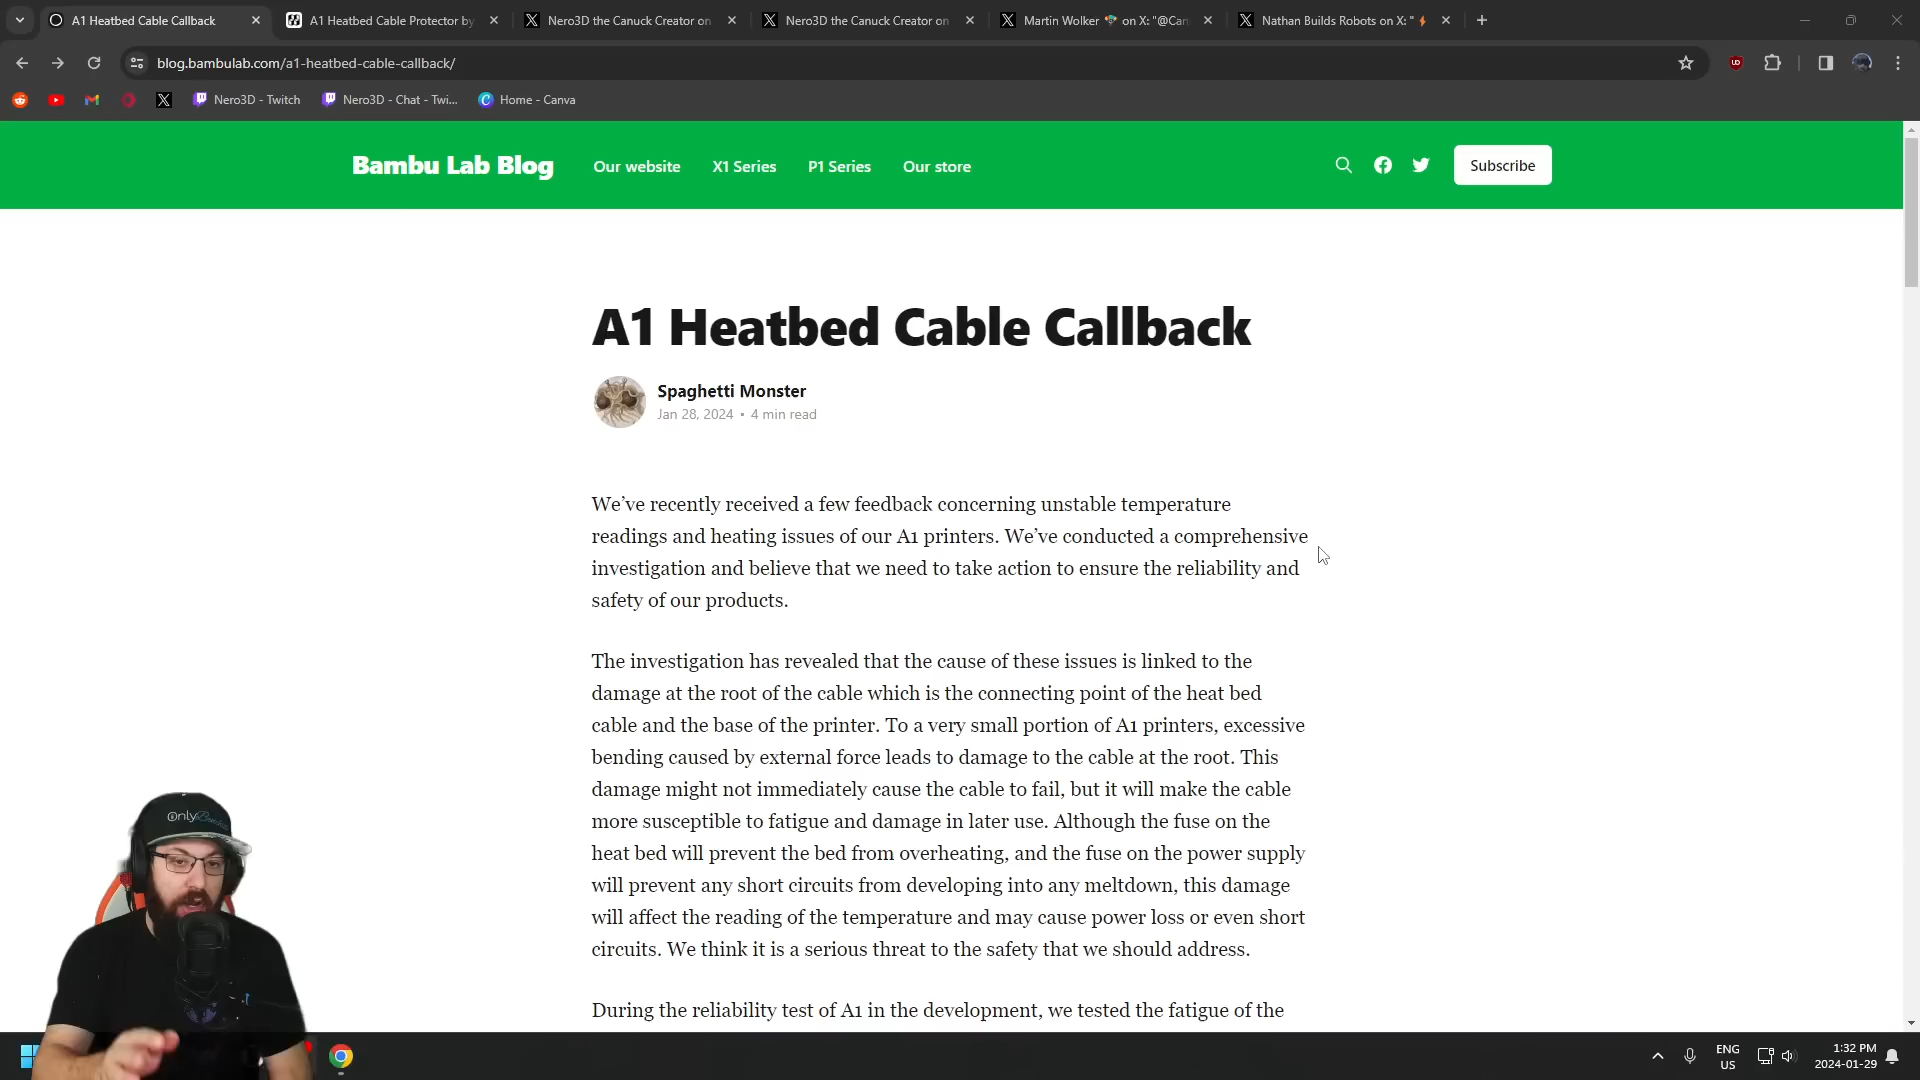 A1 Heatbed Cable Callback
A1 Heatbed Cable Protector by
Nero3D the Canuck Creator on
Nero3D the Canuck Creator on
Martin Wolker 🪂 on X: "@Can
Nathan Builds Robots on X: "⚡
blog.bambulab.com/a1-heatbed-cable-callback/
Nero3D - Twitch
Nero3D - Chat - Twi...
Home - Canva
Bambu Lab Blog
Our website
X1 Series
P1 Series
Our store
Subscribe
A1 Heatbed Cable Callback
Spaghetti Monster
Jan 28, 2024 • 4 min read
We've recently received a few feedback concerning unstable temperature
readings and heating issues of our A1 printers. We've conducted a comprehensive
investigation and believe that we need to take action to ensure the reliability and
safety of our products.
The investigation has revealed that the cause of these issues is linked to the
damage at the root of the cable which is the connecting point of the heat bed
cable and the base of the printer. To a very small portion of A1 printers, excessive
bending caused by external force leads to damage to the cable at the root. This
damage might not immediately cause the cable to fail, but it will make the cable
more susceptible to fatigue and damage in later use. Although the fuse on the
heat bed will prevent the bed from overheating, and the fuse on the power supply
will prevent any short circuits from developing into any meltdown, this damage
will affect the reading of the temperature and may cause power loss or even short
circuits. We think it is a serious threat to the safety that we should address.
During the reliability test of A1 in the development, we tested the fatigue of the
Only
ENG
US
1:32 PM
2024-01-29